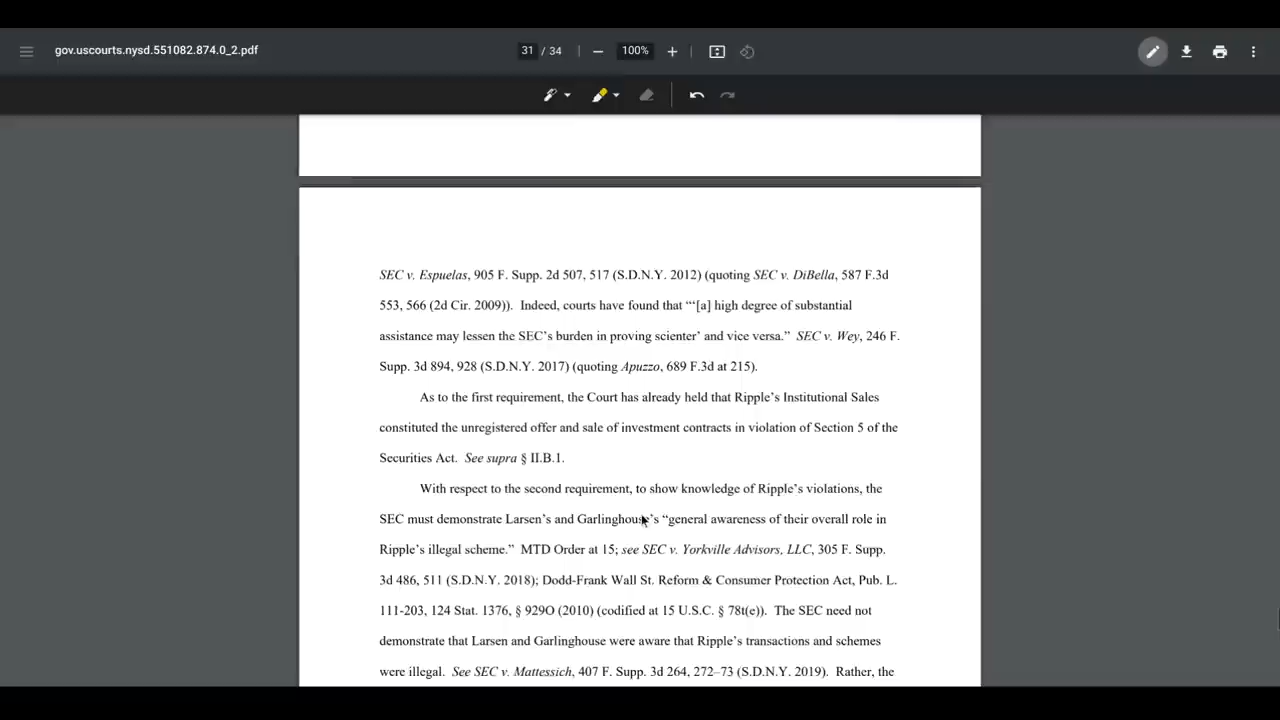 gov.uscourts.nysd.551082.874.0_2.pdf
31 / 34
100%
SEC v. Espuelas, 905 F. Supp. 2d 507, 517 (S.D.N.Y. 2012) (quoting SEC v. DiBella, 587 F.3d
553, 566 (2d Cir. 2009)). Indeed, courts have found that “‘[a] high degree of substantial
assistance may lessen the SEC’s burden in proving scienter’ and vice versa.” SEC v. Wey, 246 F.
Supp. 3d 894, 928 (S.D.N.Y. 2017) (quoting Apuzzo, 689 F.3d at 215).
As to the first requirement, the Court has already held that Ripple’s Institutional Sales
constituted the unregistered offer and sale of investment contracts in violation of Section 5 of the
Securities Act. See supra § II.B.1.
With respect to the second requirement, to show knowledge of Ripple’s violations, the
SEC must demonstrate Larsen’s and Garlinghouse’s “general awareness of their overall role in
Ripple’s illegal scheme.” MTD Order at 15; see SEC v. Yorkville Advisors, LLC, 305 F. Supp.
3d 486, 511 (S.D.N.Y. 2018); Dodd-Frank Wall St. Reform & Consumer Protection Act, Pub. L.
111-203, 124 Stat. 1376, § 929O (2010) (codified at 15 U.S.C. § 78t(e)). The SEC need not
demonstrate that Larsen and Garlinghouse were aware that Ripple’s transactions and schemes
were illegal. See SEC v. Mattessich, 407 F. Supp. 3d 264, 272–73 (S.D.N.Y. 2019). Rather, the